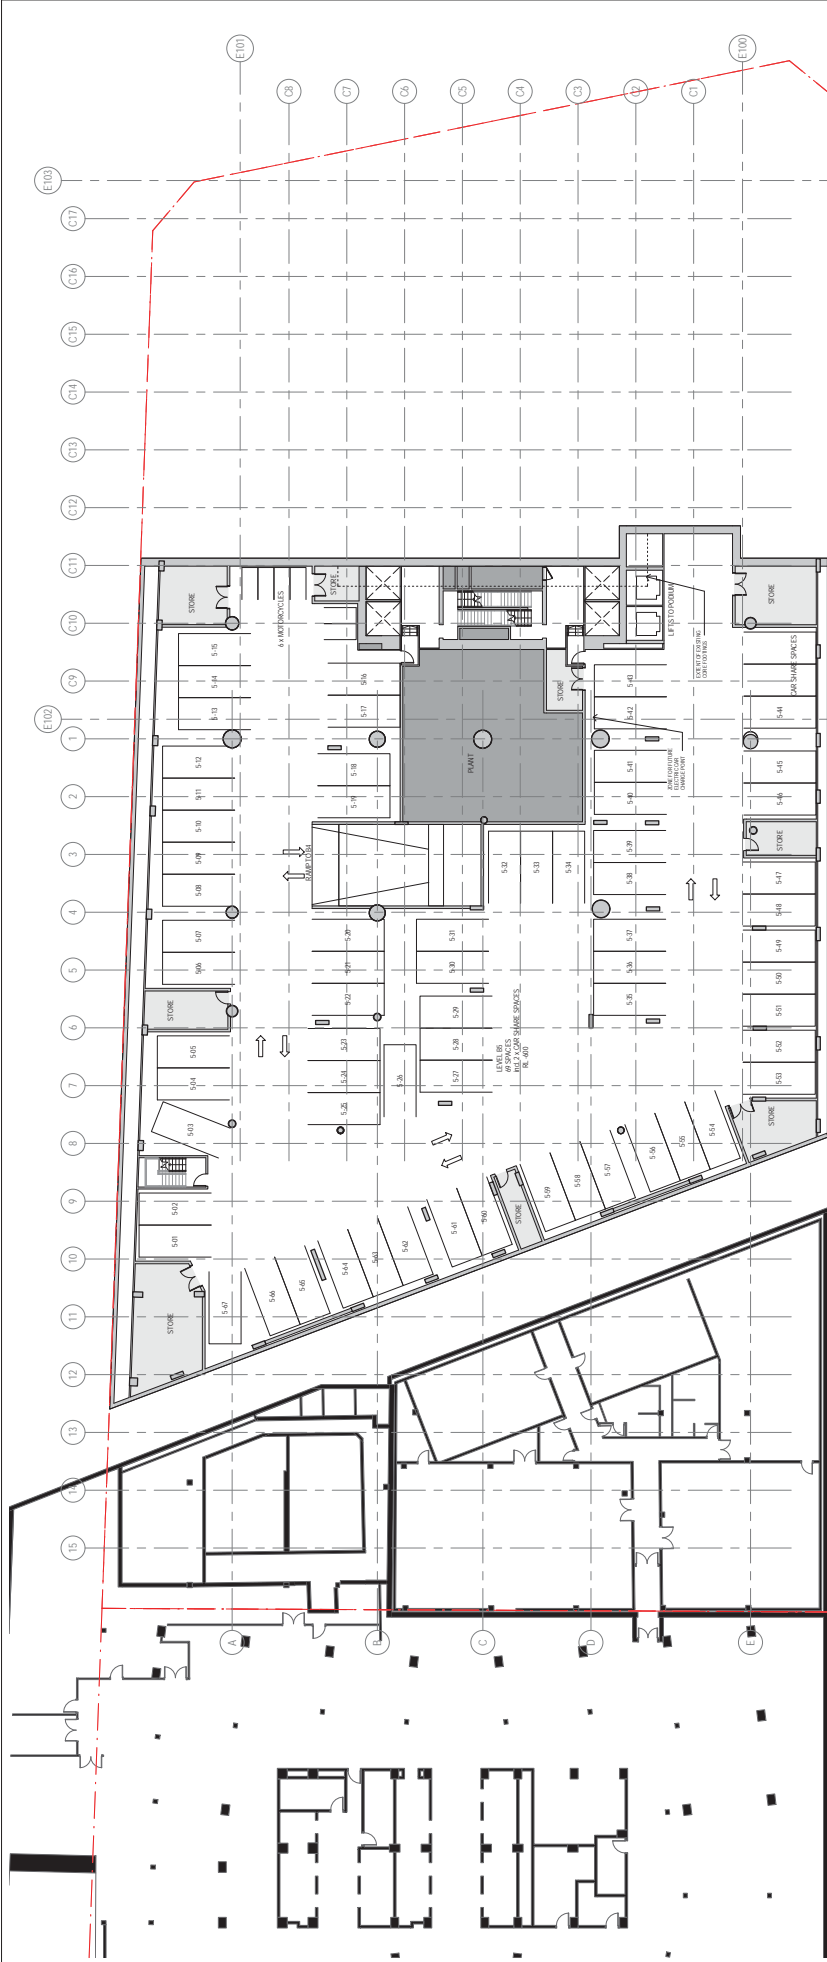 E101
E100
C8
C7
C6
C5
C4
C3
C2
C1
E103
C17
C16
C15
C14
C13
C12
C11
C10
C9
E102
1
2
3
4
5
6
7
8
9
10
11
12
13
14
15
A
B
C
D
E
STORE
6 x MOTORCYCLES
STORE
LIFTS TO PODIUM
EXTENT OF EXISTING
CORE FOOTINGS
STORE
CAR SHARE SPACES
STORE
PLANT
ZONE FOR FUTURE
ELECTRIC CAR
CHARGE POINT
RAMP TO B4
STORE
STORE
LEVEL B5
69 SPACES
incl. 2 x CAR SHARE SPACES
RL -600
STORE
STORE
STORE
5-01
5-02
5-03
5-04
5-05
5-06
5-07
5-08
5-09
5-10
5-11
5-12
5-13
5-14
5-15
5-16
5-17
5-18
5-19
5-20
5-21
5-22
5-23
5-24
5-25
5-26
5-27
5-28
5-29
5-30
5-31
5-32
5-33
5-34
5-35
5-36
5-37
5-38
5-39
5-40
5-41
5-42
5-43
5-44
5-45
5-46
5-47
5-48
5-49
5-50
5-51
5-52
5-53
5-54
5-55
5-56
5-57
5-58
5-59
5-60
5-61
5-62
5-63
5-64
5-65
5-66
5-67